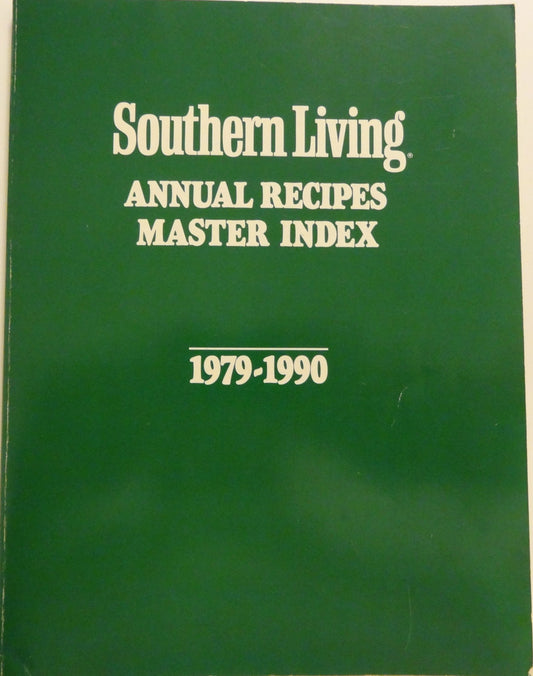 Southern Living®
ANNUAL RECIPES
MASTER INDEX
1979-1990